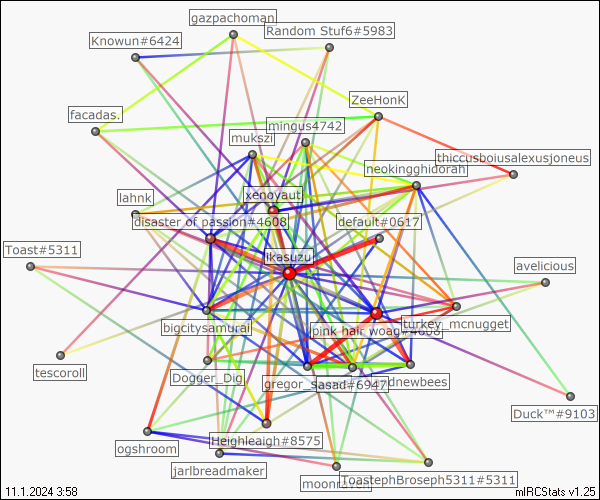 gazpachoman
Random Stuf6#5983
Knowun#6424
ZeeHonK
facadas.
mingus4742
mukszi
thiccusboiusalexusjoneus
neokingghidorah
xenoyaut
lahnk
disaster of passion#4608
default#0617
Toast#5311
Ikasuzu
avelicious
bigcitysamurai
pink hair woag#4668
turkey_mcnugget
tescoroll
Dogger_Dig
gregor_sasad#6947
dnewbees
Duck™#9103
Heighleaigh#8575
ogshroom
jarlbreadmaker
moonraven
ToastephBroseph5311#5311
11.1.2024 3:58
mIRCStats v1.25